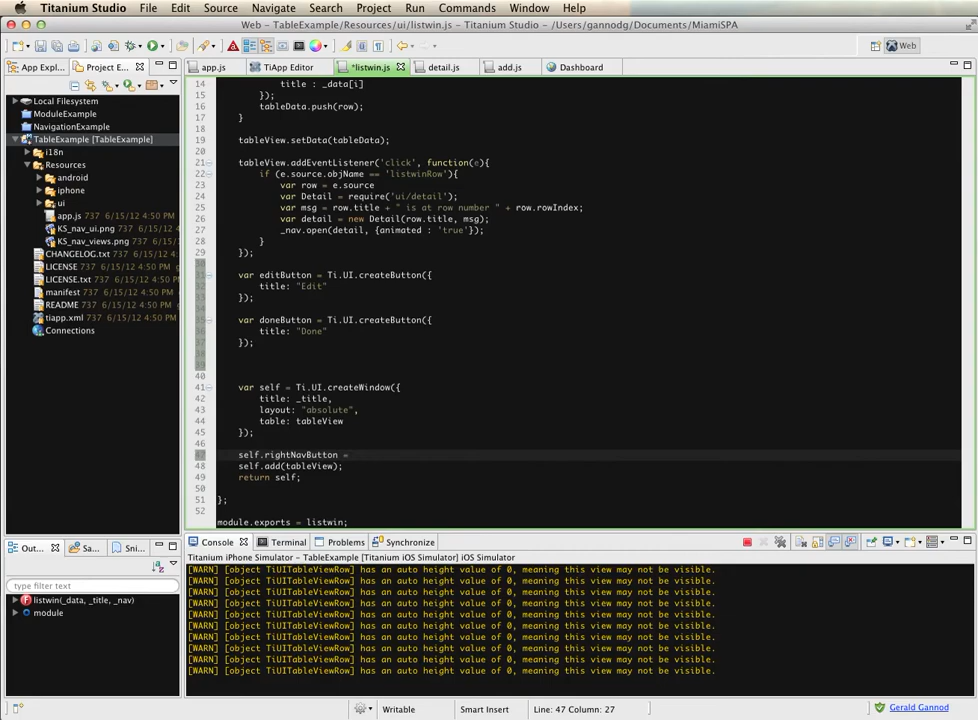 Titanium Studio File Edit Source Navigate Search Project Run Commands Window Help
Web - TableExample/Resources/ui/listwin.js - Titanium Studio - /Users/gannodg/Documents/MiamiSPA
Web
App Expl... Project E...
app.js TiApp Editor *listwin.js detail.js add.js Dashboard
Local Filesystem
ModuleExample
NavigationExample
TableExample [TableExample]
i18n
Resources
android
iphone
ui
app.js 737 6/15/12 4:50 PM
KS_nav_ui.png 737 6/15/12 4:50 PM
KS_nav_views.png 737 6/15/12 4:50 PM
CHANGELOG.txt 737 6/15/12 4:50 PM
LICENSE 737 6/15/12 4:50 PM
LICENSE.txt 737 6/15/12 4:50 PM
manifest 737 6/15/12 4:50 PM
README 737 6/15/12 4:50 PM
tiapp.xml 737 6/15/12 4:50 PM
Connections
14 title : _data[i]
15 });
16 tableData.push(row);
17 }
18
19 tableView.setData(tableData);
20
21 tableView.addEventListener('click', function(e){
22 if (e.source.objName == 'listwinRow'){
23 var row = e.source
24 var Detail = require('ui/detail');
25 var msg = row.title + " is at row number " + row.rowIndex;
26 var detail = new Detail(row.title, msg);
27 _nav.open(detail, {animated : 'true'});
28 }
29 });
30
31 var editButton = Ti.UI.createButton({
32 title: "Edit"
33 });
34
35 var doneButton = Ti.UI.createButton({
36 title: "Done"
37 });
38
39
40
41 var self = Ti.UI.createWindow({
42 title: _title,
43 layout: "absolute",
44 table: tableView
45 });
46
47 self.rightNavButton =
48 self.add(tableView);
49 return self;
50
51 };
52
module.exports = listwin;
Out... Sa... Sni...
type filter text
listwin(_data, _title, _nav)
module
Console Terminal Problems Synchronize
Titanium iPhone Simulator - TableExample [Titanium iOS Simulator] iOS Simulator
[WARN] [object TiUITableViewRow] has an auto height value of 0, meaning this view may not be visible.
[WARN] [object TiUITableViewRow] has an auto height value of 0, meaning this view may not be visible.
[WARN] [object TiUITableViewRow] has an auto height value of 0, meaning this view may not be visible.
[WARN] [object TiUITableViewRow] has an auto height value of 0, meaning this view may not be visible.
[WARN] [object TiUITableViewRow] has an auto height value of 0, meaning this view may not be visible.
[WARN] [object TiUITableViewRow] has an auto height value of 0, meaning this view may not be visible.
[WARN] [object TiUITableViewRow] has an auto height value of 0, meaning this view may not be visible.
[WARN] [object TiUITableViewRow] has an auto height value of 0, meaning this view may not be visible.
[WARN] [object TiUITableViewRow] has an auto height value of 0, meaning this view may not be visible.
[WARN] [object TiUITableViewRow] has an auto height value of 0, meaning this view may not be visible.
Writable Smart Insert Line: 47 Column: 27 Gerald Gannod